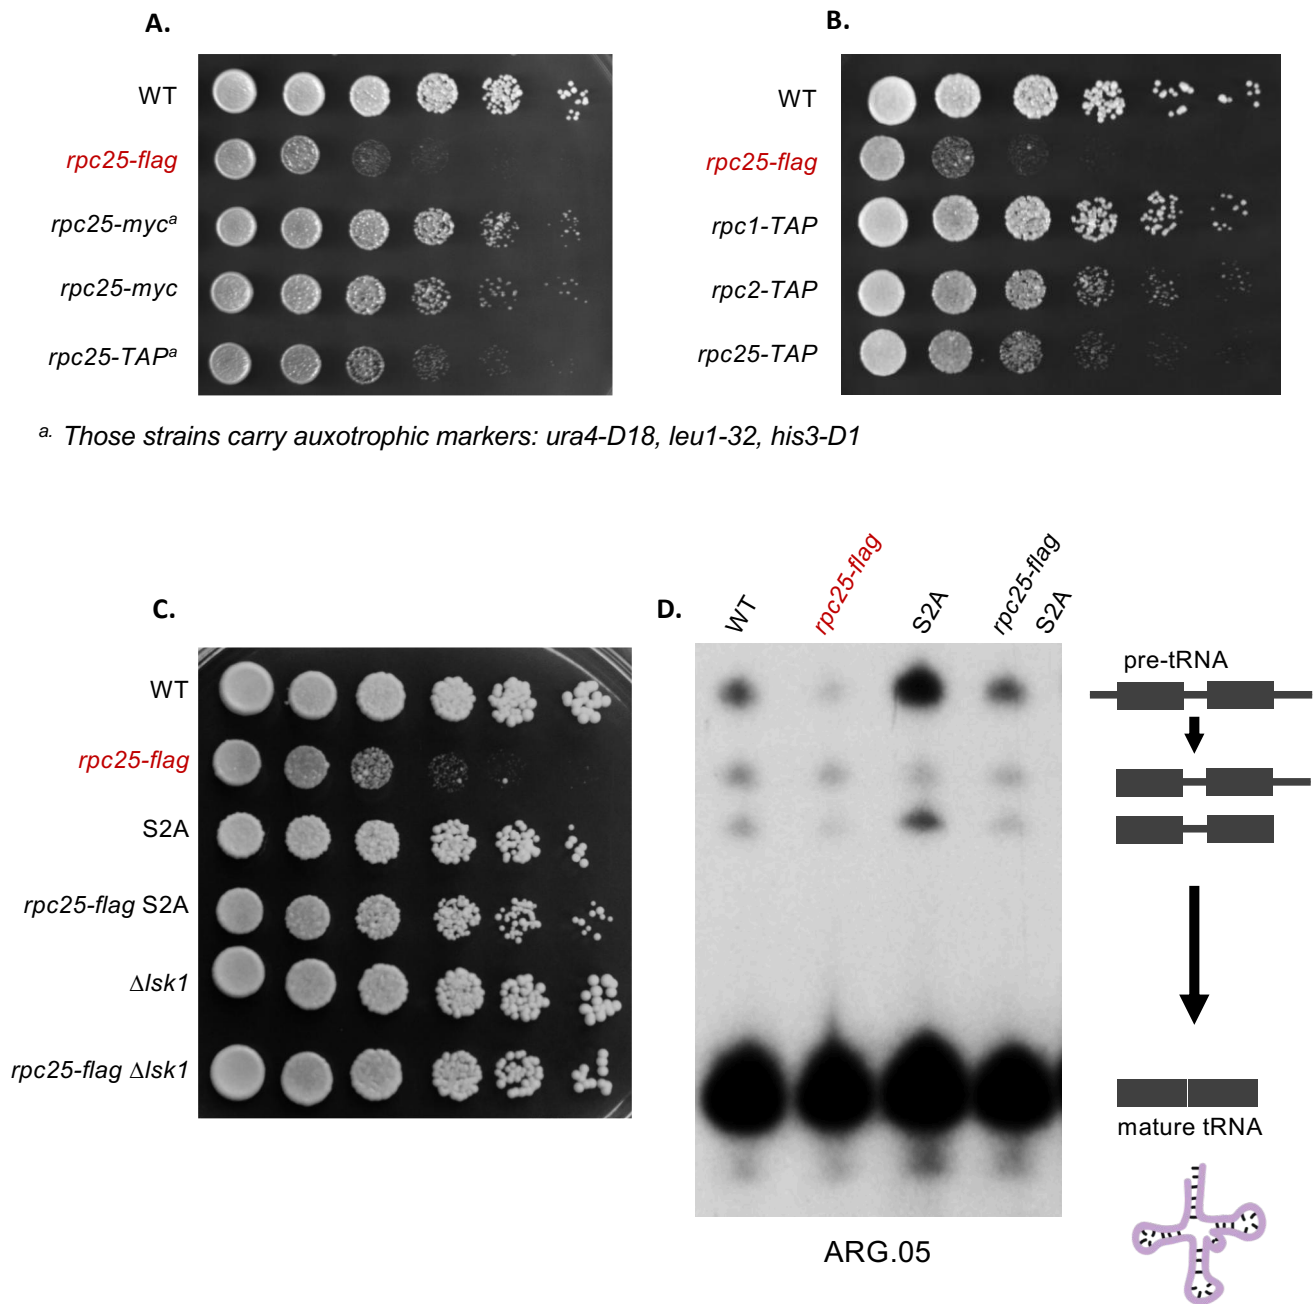 A.
WT
rpc25-flag
rpc25-mycᵃ
rpc25-myc
rpc25-TAPᵃ
B.
WT
rpc25-flag
rpc1-TAP
rpc2-TAP
rpc25-TAP
a. Those strains carry auxotrophic markers: ura4-D18, leu1-32, his3-D1
C.
WT
rpc25-flag
S2A
rpc25-flag S2A
Δlsk1
rpc25-flag Δlsk1
D.
WT
rpc25-flag
S2A
rpc25-flag
S2A
pre-tRNA
mature tRNA
ARG.05